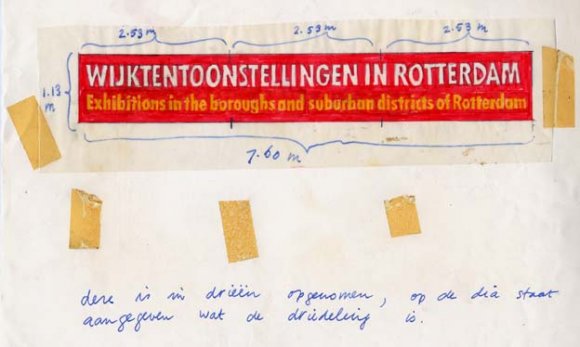 2.53 m 2.53 m 2.53 m
1.13 m
WIJKTENTOONSTELLINGEN IN ROTTERDAM
Exhibitions in the boroughs and suburban districts of Rotterdam
7.60 m
deze is in drieën opgenomen, op de dia staat
aangegeven wat de driedeling is.